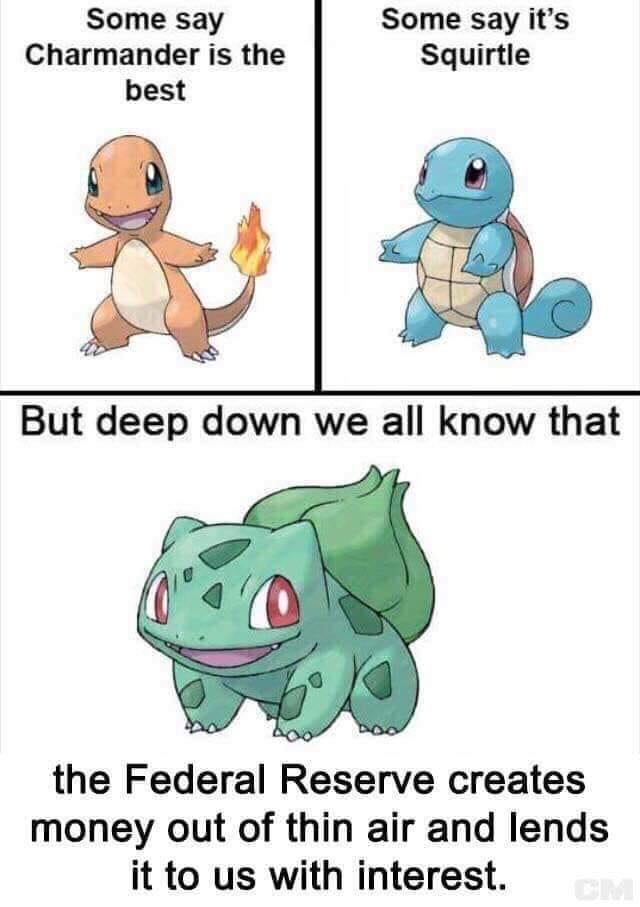 Some say
Charmander is the
best
Some say it's
Squirtle
But deep down we all know that
the Federal Reserve creates
money out of thin air and lends
it to us with interest.
CM